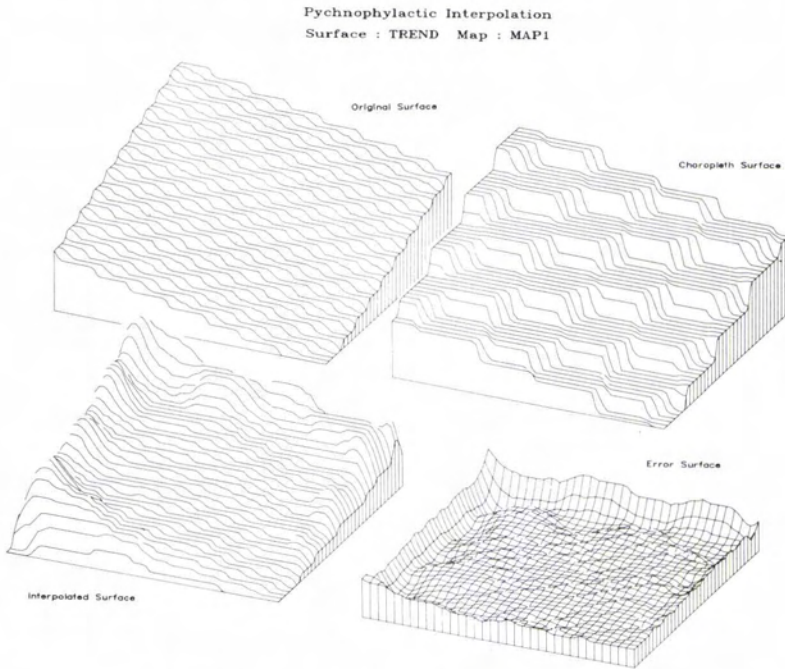 Pychnophylactic Interpolation
Surface : TREND Map : MAP1
Original Surface
Choropleth Surface
Interpolated Surface
Error Surface